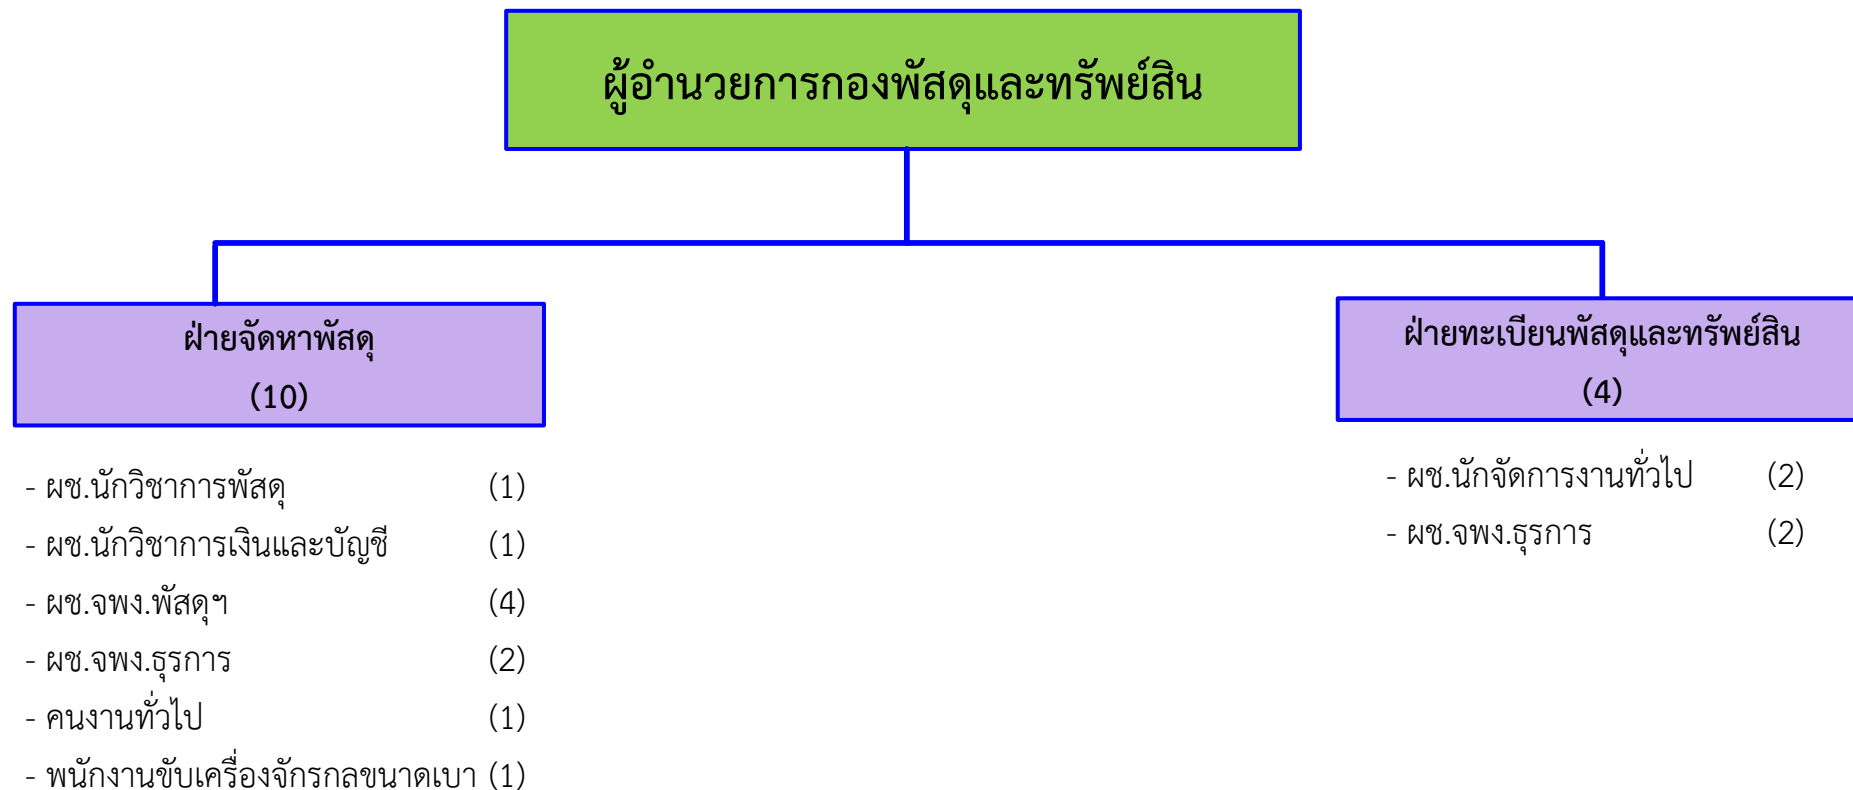 ผู้อำนวยการกองพัสดุและทรัพย์สิน
ฝ่ายจัดหาพัสดุ
(10)
- ผช.นักวิชาการพัสดุ (1)
- ผช.นักวิชาการเงินและบัญชี (1)
- ผช.จพง.พัสดุฯ (4)
- ผช.จพง.ธุรการ (2)
- คนงานทั่วไป (1)
- พนักงานขับเครื่องจักรกลขนาดเบา (1)
ฝ่ายทะเบียนพัสดุและทรัพย์สิน
(4)
- ผช.นักจัดการงานทั่วไป (2)
- ผช.จพง.ธุรการ (2)